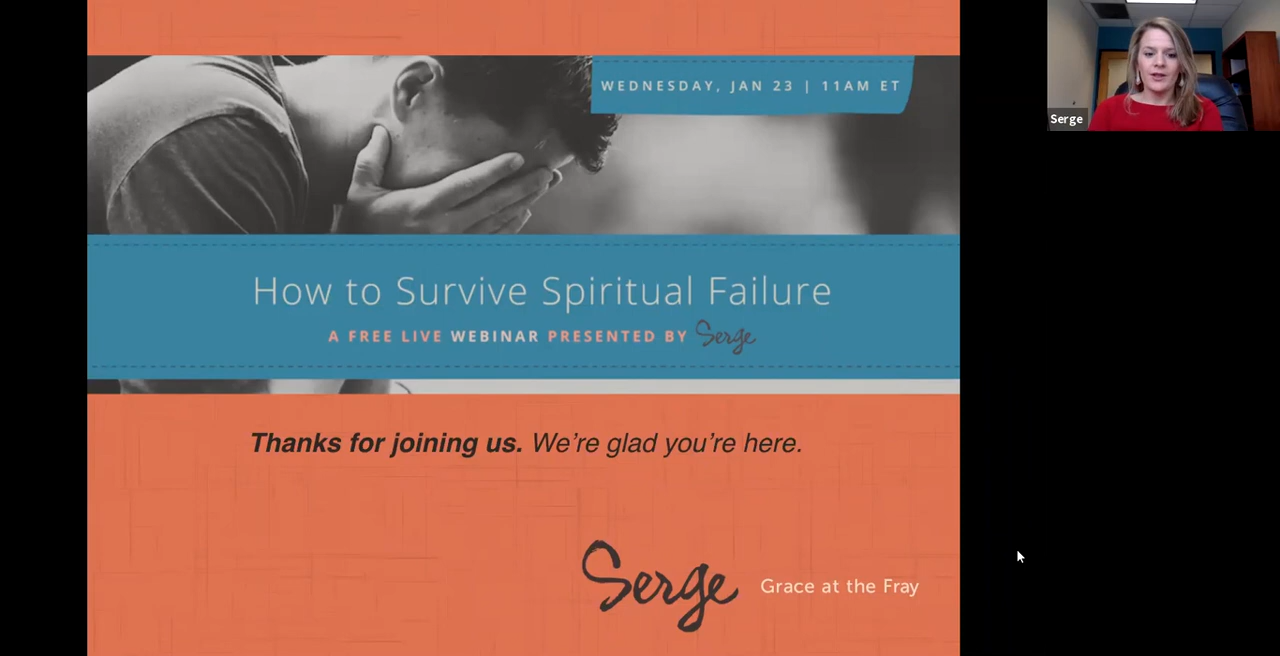 WEDNESDAY, JAN 23 | 11AM ET
Serge
How to Survive Spiritual Failure
A FREE LIVE WEBINAR PRESENTED BY Serge
Thanks for joining us. We're glad you're here.
Serge Grace at the Fray